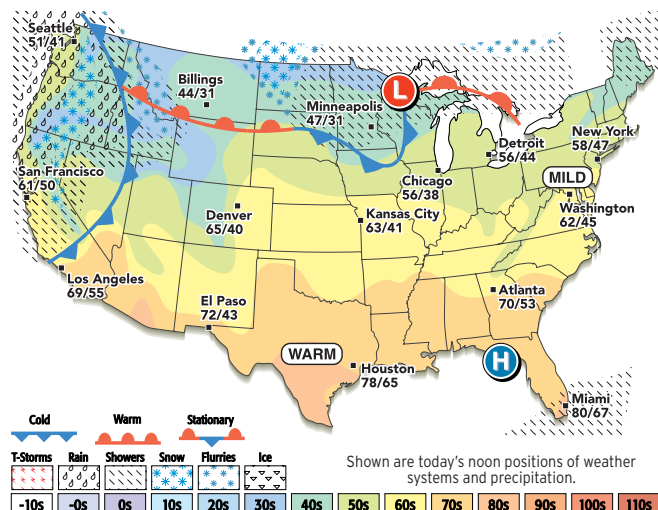 Seattle
51/41
Billings
44/31
L
Minneapolis
47/31
New York
58/47
Detroit
56/44
San Francisco
61/50
MILD
Chicago
56/38
Denver
65/40
Kansas City
63/41
Washington
62/45
Los Angeles
69/55
Atlanta
70/53
El Paso
72/43
WARM
H
Houston
78/65
Miami
80/67
Cold
Warm
Stationary
T-Storms
Rain
Showers
Snow
Flurries
Ice
Shown are today's noon positions of weather
systems and precipitation.
-10s
-0s
0s
10s
20s
30s
40s
50s
60s
70s
80s
90s
100s
110s